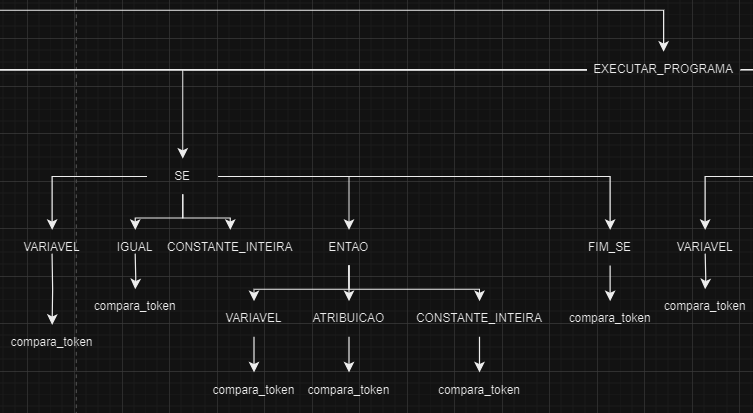 EXECUTAR_PROGRAMA
SE
VARIAVEL
IGUAL
CONSTANTE_INTEIRA
ENTAO
FIM_SE
VARIAVEL
compara_token
compara_token
compara_token
VARIAVEL
ATRIBUICAO
CONSTANTE_INTEIRA
compara_token
compara_token
compara_token
compara_token
compara_token